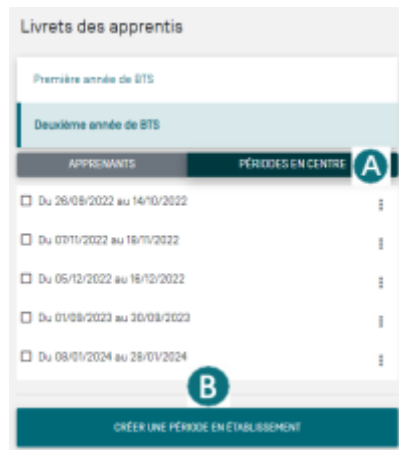 Livrets des apprentis
Première année de BTS
Deuxième année de BTS
APPRENANTS PÉRIODES EN CENTRE A
Du 26/09/2022 au 14/10/2022
Du 07/11/2022 au 18/11/2022
Du 05/12/2022 au 16/12/2022
Du 01/09/2023 au 30/09/2023
Du 08/01/2024 au 28/01/2024
B
CRÉER UNE PÉRIODE EN ÉTABLISSEMENT